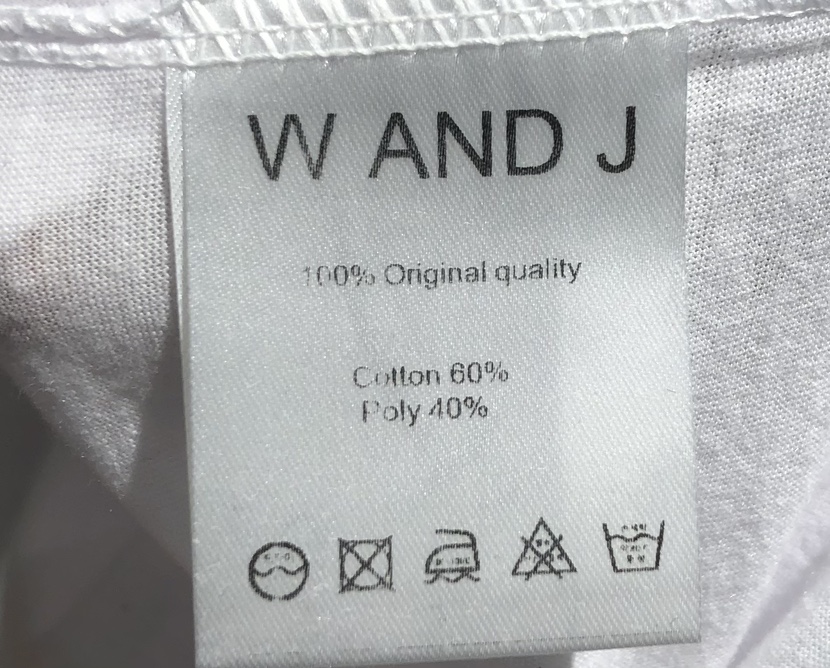 W AND J
100% Original quality
Cotton 60%
Poly 40%